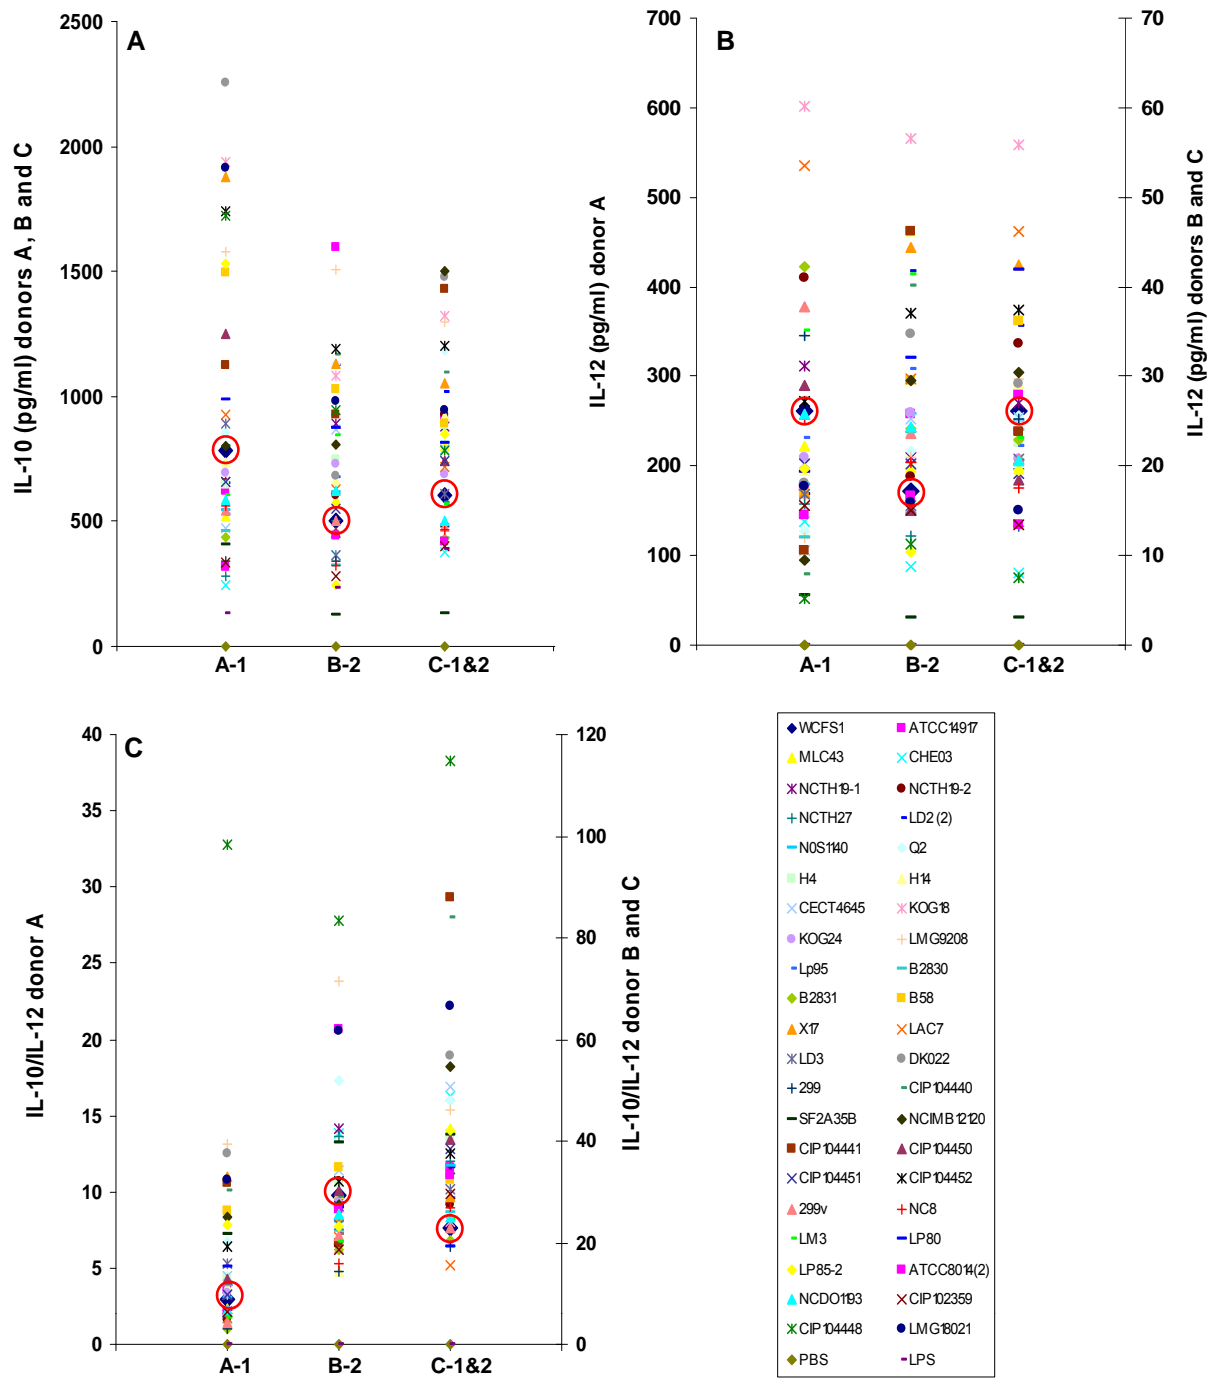 A
2500
2000
1500
1000
500
0
IL-10 (pg/ml) donors A, B and C
A-1
B-2
C-1&2
B
700
600
500
400
300
200
100
0
IL-12 (pg/ml) donor A
70
60
50
40
30
20
10
0
IL-12 (pg/ml) donors B and C
A-1
B-2
C-1&2
C
40
35
30
25
20
15
10
5
0
IL-10/IL-12 donor A
120
100
80
60
40
20
0
IL-10/IL-12 donor B and C
A-1
B-2
C-1&2
WCFS1 ATCC14917
MLC43 CHE03
NCTH19-1 NCTH19-2
NCTH27 LD2 (2)
N0S1140 Q2
H4 H14
CECT4645 KOG18
KOG24 LMG9208
Lp95 B2830
B2831 B58
X17 LAC7
LD3 DK022
299 CIP104440
SF2A35B NCIMB12120
CIP104441 CIP104450
CIP104451 CIP104452
299v NC8
LM3 LP80
LP85-2 ATCC8014(2)
NCDO1193 CIP102359
CIP104448 LMG18021
PBS LPS